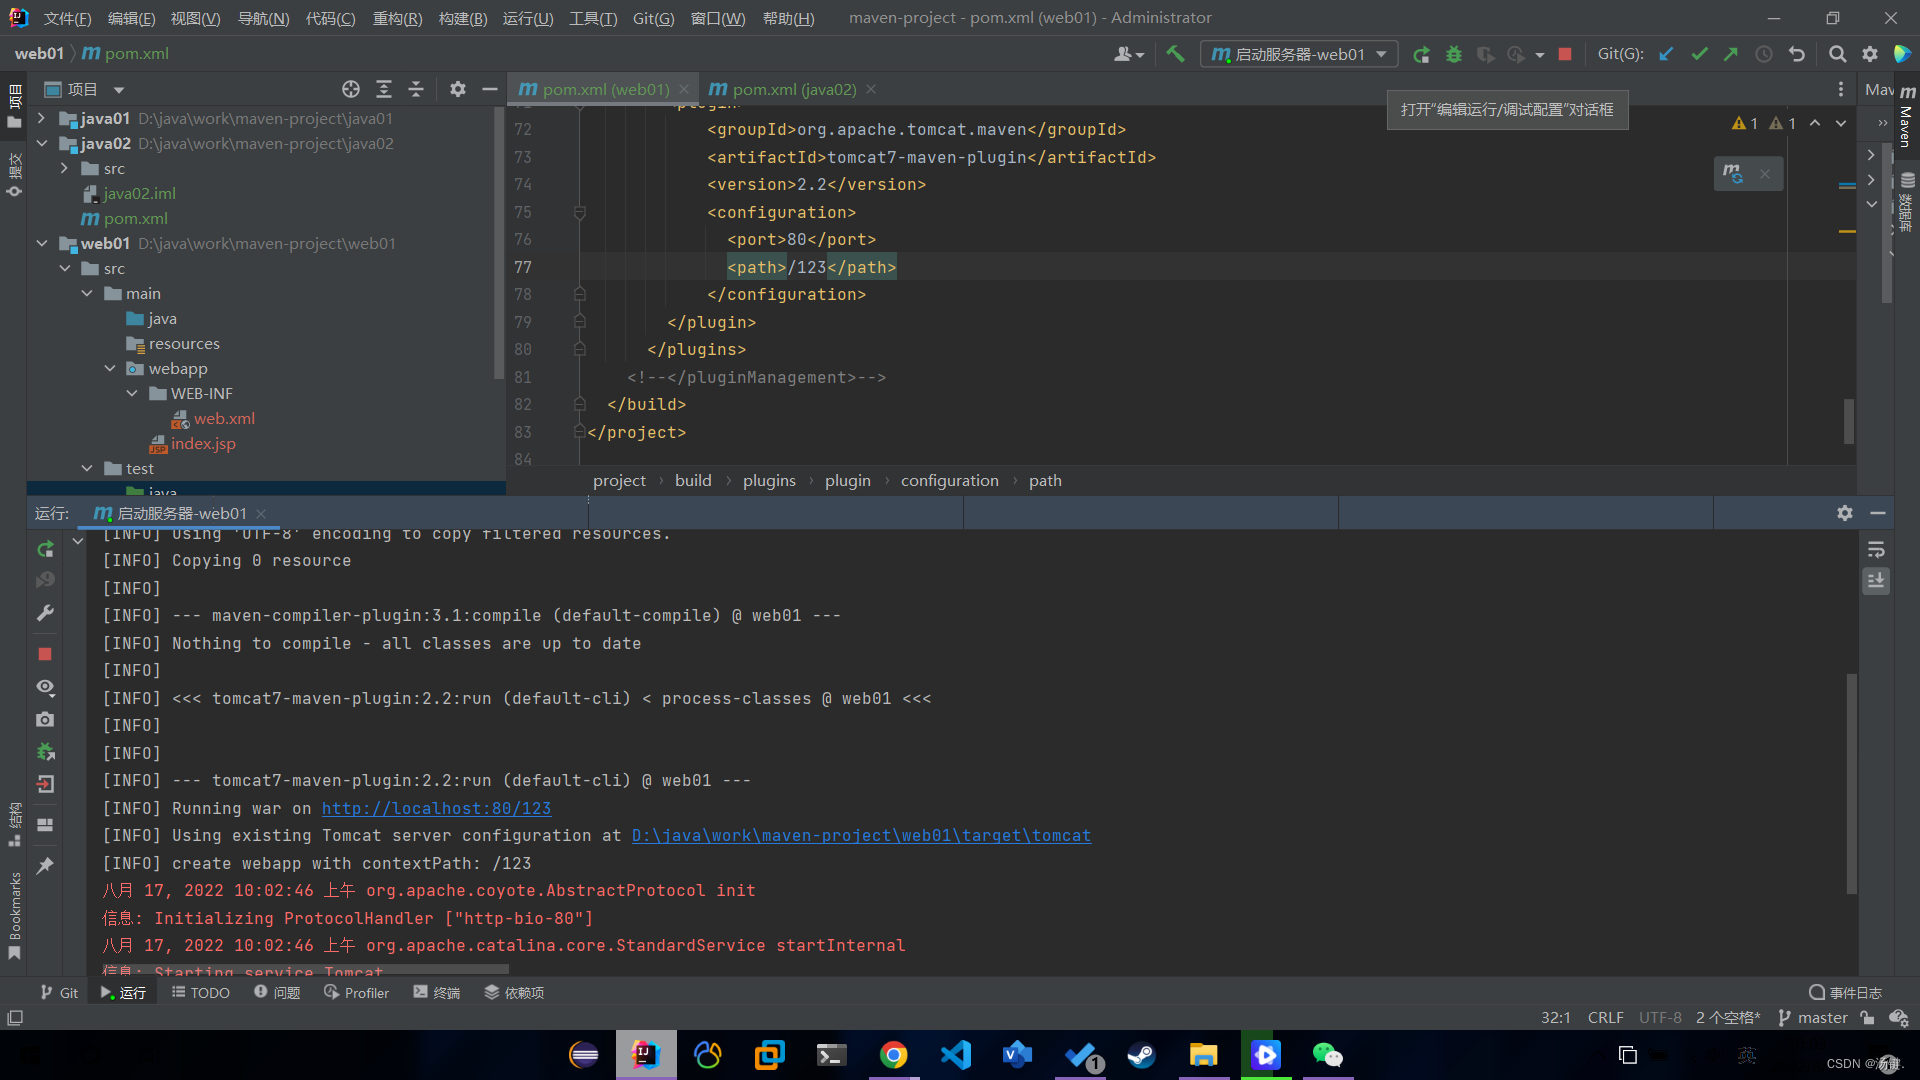 文件(F) 编辑(E) 视图(V) 导航(N) 代码(C) 重构(R) 构建(B) 运行(U) 工具(T) Git(G) 窗口(W) 帮助(H) maven-project - pom.xml (web01) - Administrator
web01 pom.xml
启动服务器-web01
Git(G):
项目
提交
结构
Bookmarks
项目
java01 D:\java\work\maven-project\java01
java02 D:\java\work\maven-project\java02
src
java02.iml
pom.xml
web01 D:\java\work\maven-project\web01
src
main
java
resources
webapp
WEB-INF
web.xml
index.jsp
test
java
pom.xml (web01) pom.xml (java02)
打开“编辑运行/调试配置”对话框
1 1
72 <groupId>org.apache.tomcat.maven</groupId>
73 <artifactId>tomcat7-maven-plugin</artifactId>
74 <version>2.2</version>
75 <configuration>
76 <port>80</port>
77 <path>/123</path>
78 </configuration>
79 </plugin>
80 </plugins>
81 <!--</pluginManagement>-->
82 </build>
83 </project>
84
project › build › plugins › plugin › configuration › path
Mav
Maven
数据库
运行: 启动服务器-web01
[INFO] Using 'UTF-8' encoding to copy filtered resources.
[INFO] Copying 0 resource
[INFO]
[INFO] --- maven-compiler-plugin:3.1:compile (default-compile) @ web01 ---
[INFO] Nothing to compile - all classes are up to date
[INFO]
[INFO] <<< tomcat7-maven-plugin:2.2:run (default-cli) < process-classes @ web01 <<<
[INFO]
[INFO]
[INFO] --- tomcat7-maven-plugin:2.2:run (default-cli) @ web01 ---
[INFO] Running war on http://localhost:80/123
[INFO] Using existing Tomcat server configuration at D:\java\work\maven-project\web01\target\tomcat
[INFO] create webapp with contextPath: /123
八月 17, 2022 10:02:46 上午 org.apache.coyote.AbstractProtocol init
信息: Initializing ProtocolHandler ["http-bio-80"]
八月 17, 2022 10:02:46 上午 org.apache.catalina.core.StandardService startInternal
信息: Starting service Tomcat
Git 运行 TODO 问题 Profiler 终端 依赖项 事件日志
32:1 CRLF UTF-8 2 个空格* master
英
1
CSDN @汤键.